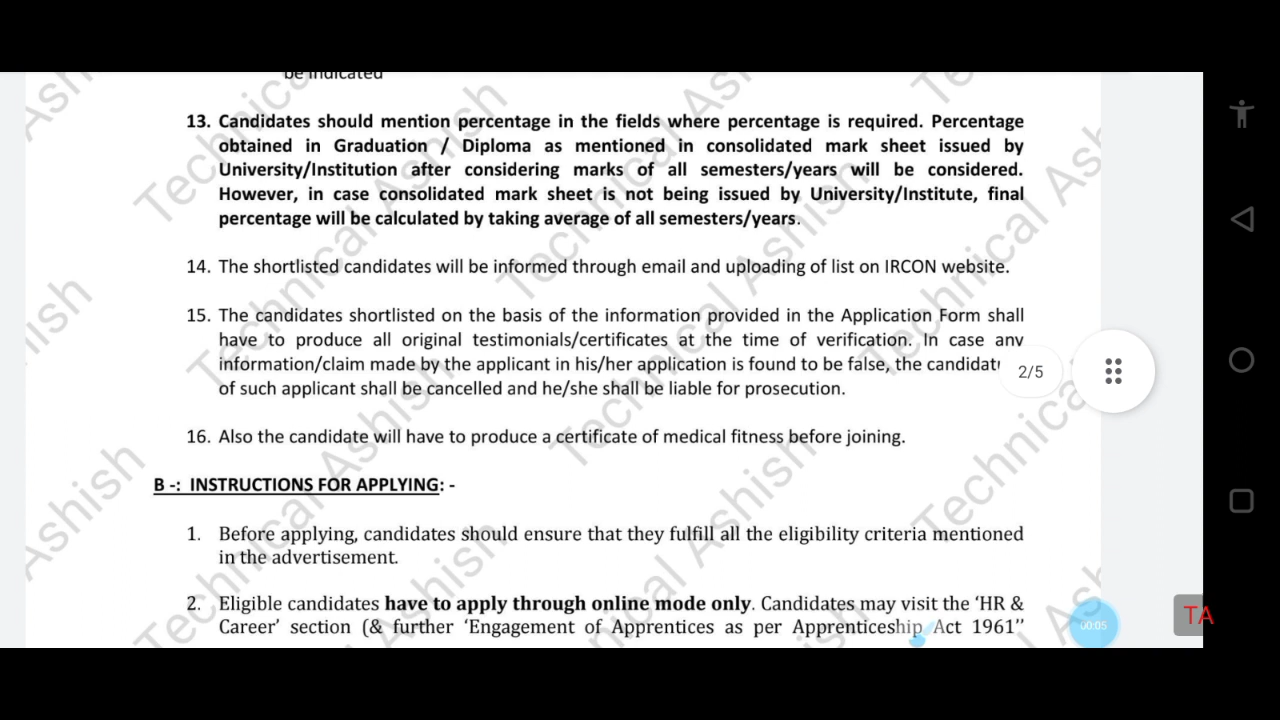 be indicated
13. Candidates should mention percentage in the fields where percentage is required. Percentage
obtained in Graduation / Diploma as mentioned in consolidated mark sheet issued by
University/Institution after considering marks of all semesters/years will be considered.
However, in case consolidated mark sheet is not being issued by University/Institute, final
percentage will be calculated by taking average of all semesters/years.
14. The shortlisted candidates will be informed through email and uploading of list on IRCON website.
15. The candidates shortlisted on the basis of the information provided in the Application Form shall
have to produce all original testimonials/certificates at the time of verification. In case any
information/claim made by the applicant in his/her application is found to be false, the candidat
of such applicant shall be cancelled and he/she shall be liable for prosecution.
2/5
16. Also the candidate will have to produce a certificate of medical fitness before joining.
B -: INSTRUCTIONS FOR APPLYING: -
1. Before applying, candidates should ensure that they fulfill all the eligibility criteria mentioned
in the advertisement.
2. Eligible candidates have to apply through online mode only. Candidates may visit the ‘HR &
Career’ section (& further ‘Engagement of Apprentices as per Apprenticeship Act 1961”
00:05
TA
Technical Ashish